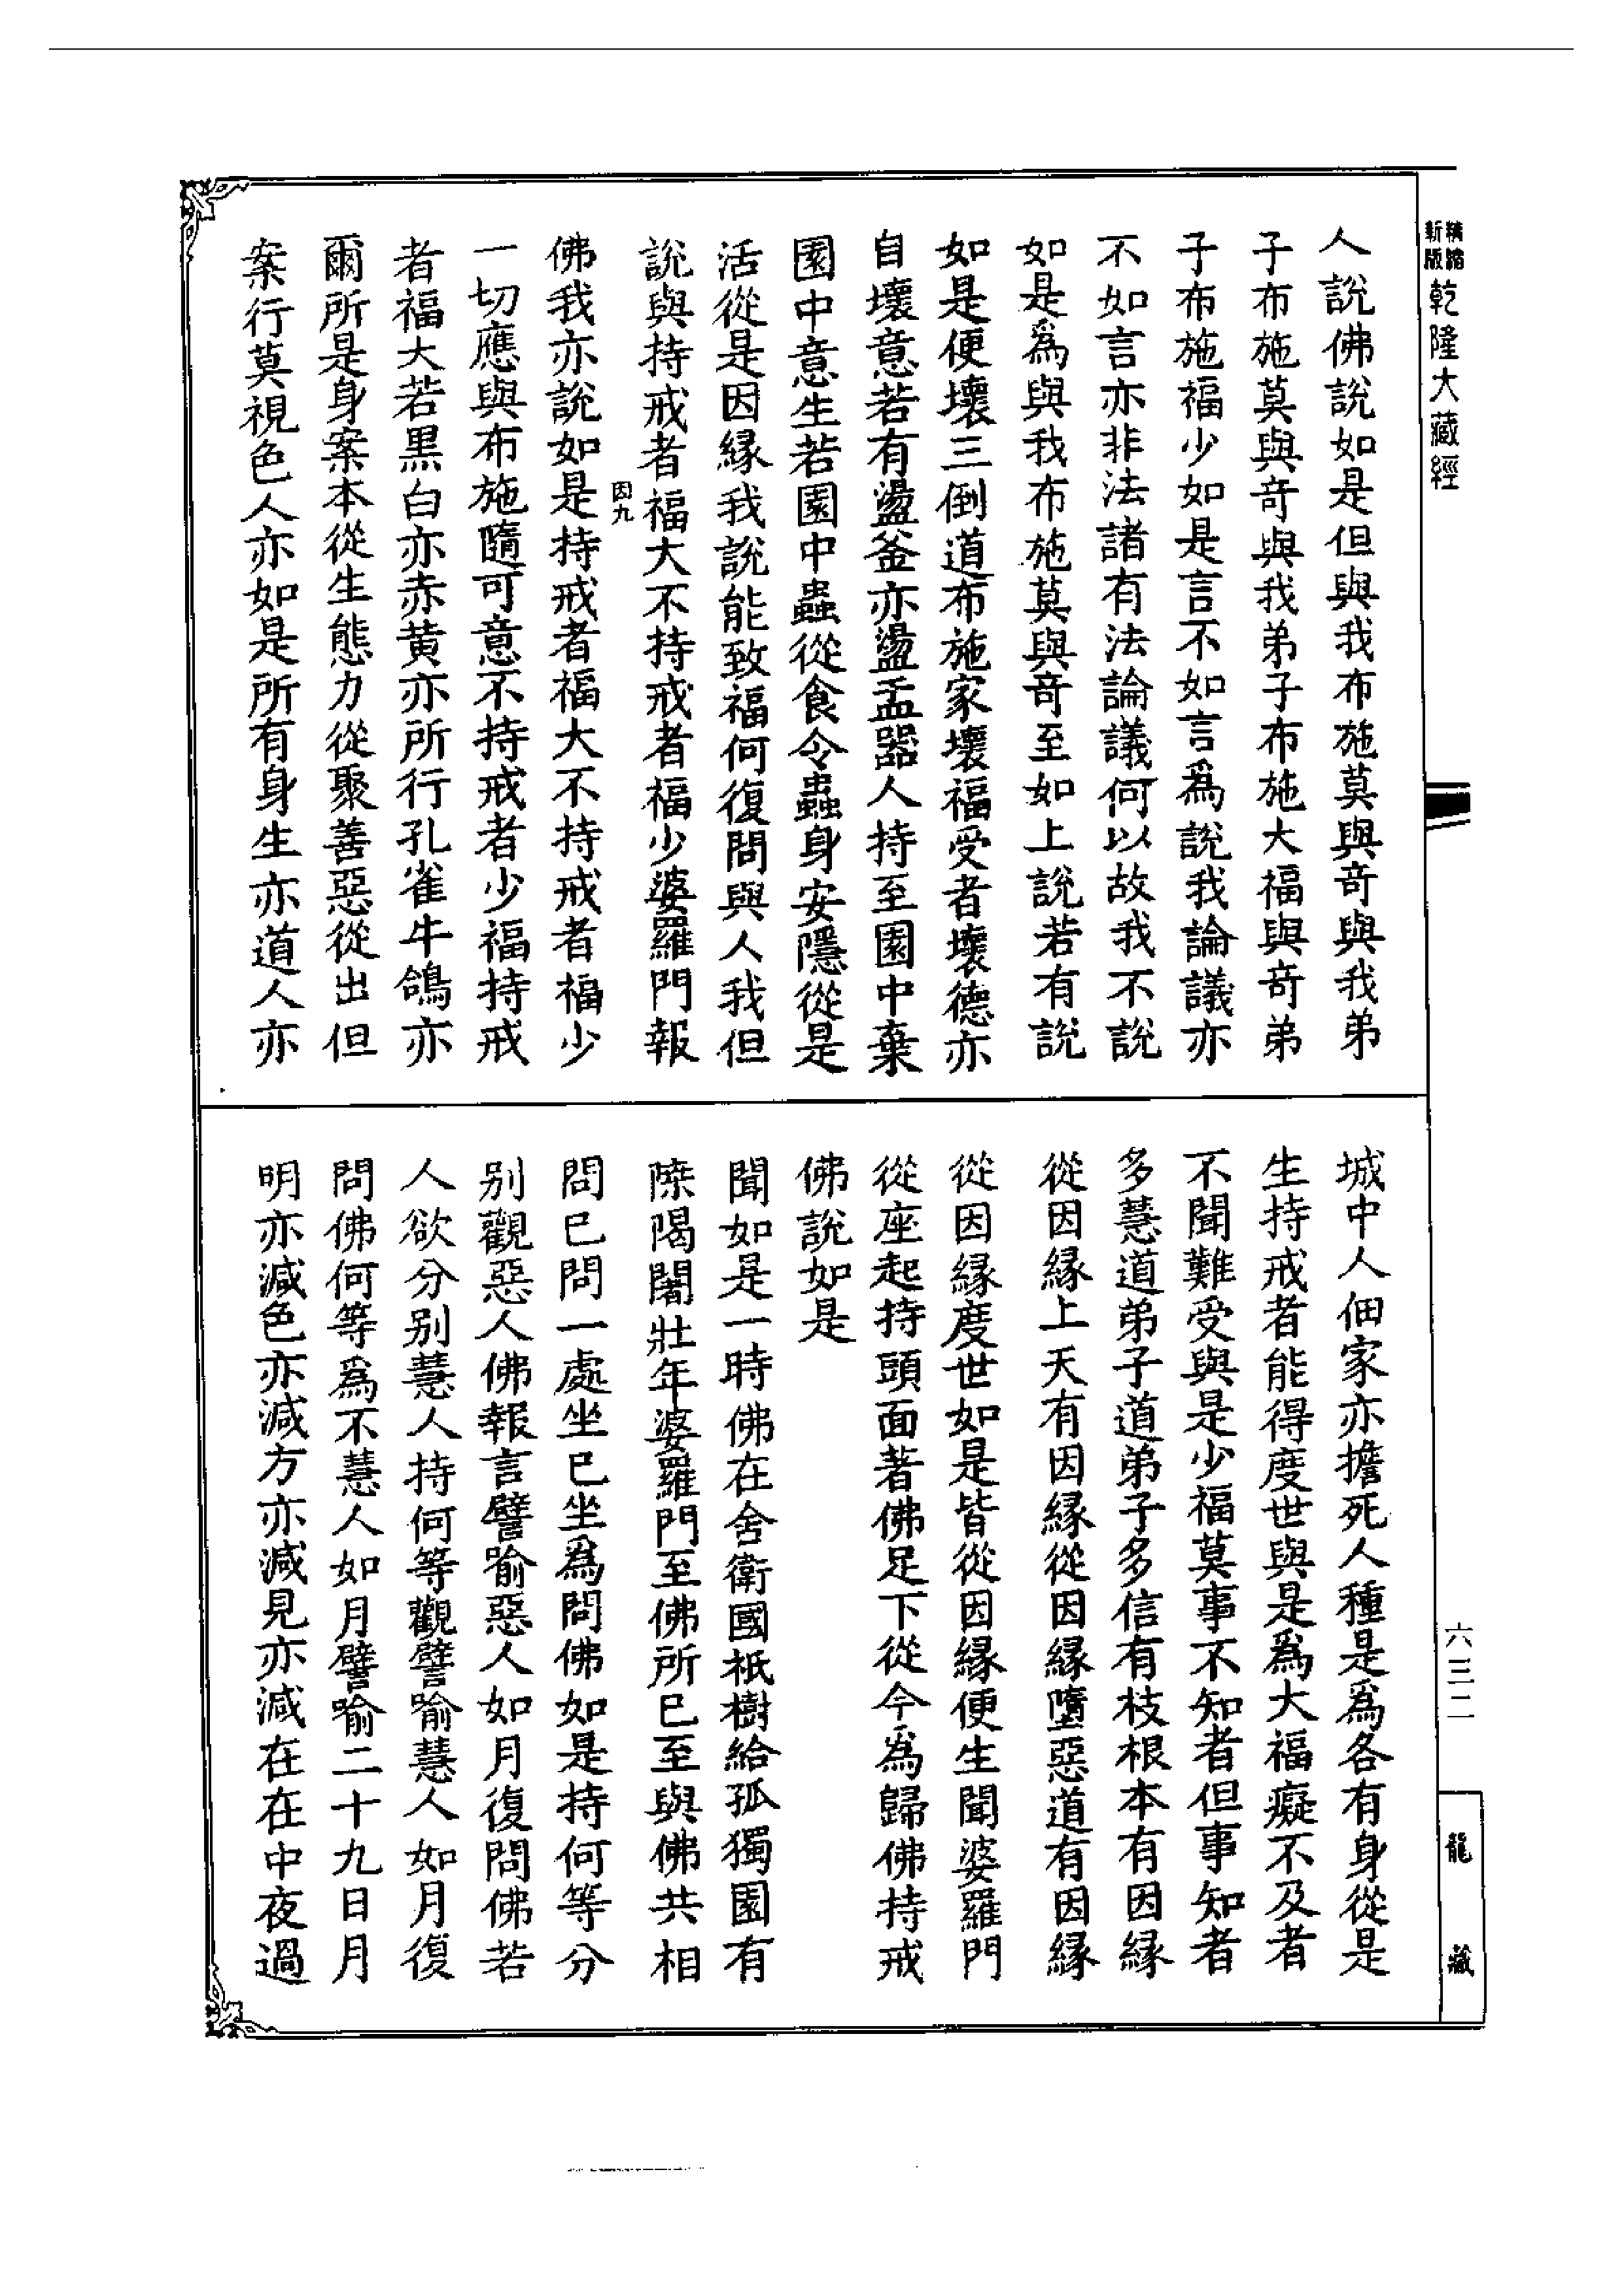 精縮新版乾隆大藏經
人說佛說如是但與我布施莫與竒與我弟
子布施莫與竒與我弟子布施大福與竒弟
子布施福少如是言不如言爲說我論議亦
不如言亦非法諸有法論議何以故我不說
如是爲與我布施莫與竒至如上說若有說
如是便壞三倒道布施家壞福受者壞德亦
自壞意若有盪釜亦盪盂器人持至園中棄
園中意生若園中蟲從食令蟲身安隱從是
活從是因緣我說能致福何復問與人我但
說與持戒者福大不持戒者福少婆羅門報
因九
佛我亦說如是持戒者福大不持戒者福少
一切應與布施隨可意不持戒者少福持戒
者福大若黑白亦赤黄亦所行孔雀牛鴿亦
爾所是身案本從生態力從聚善惡從出但
案行莫視色人亦如是所有身生亦道人亦
城中人佃家亦擔死人種是爲各有身從是
生持戒者能得度世與是爲大福癡不及者
不聞難受與是少福莫事不知者但事知者
多慧道弟子道弟子多信有枝根本有因緣
從因緣上天有因緣從因緣墮惡道有因緣
從因緣度世如是皆從因緣便生聞婆羅門
從座起持頭面著佛足下從今爲歸佛持戒
佛說如是
聞如是一時佛在舍衛國祇樹給孤獨園有
𨻶隝闍壯年婆羅門至佛所已至與佛共相
問已問一處坐已坐爲問佛如是持何等分
别觀惡人佛報言譬喻惡人如月復問佛若
人欲分别慧人持何等觀譬喻慧人如月復
問佛何等爲不慧人如月譬喻二十九日月
明亦減色亦減方亦減見亦減在在中夜過
六三二
龍藏